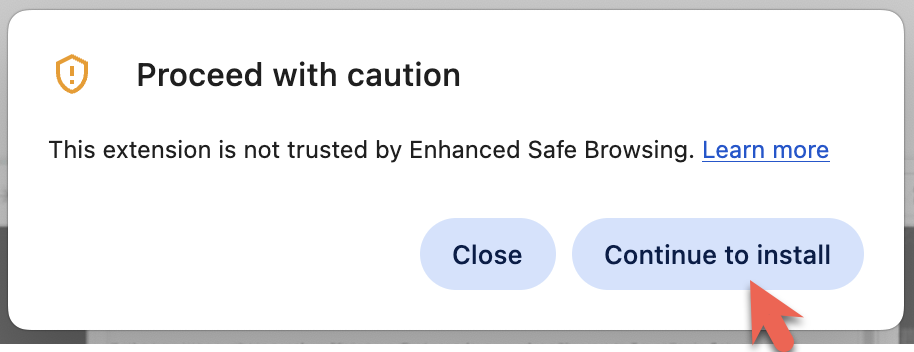 Proceed with caution
This extension is not trusted by Enhanced Safe Browsing. Learn more
Close
Continue to install